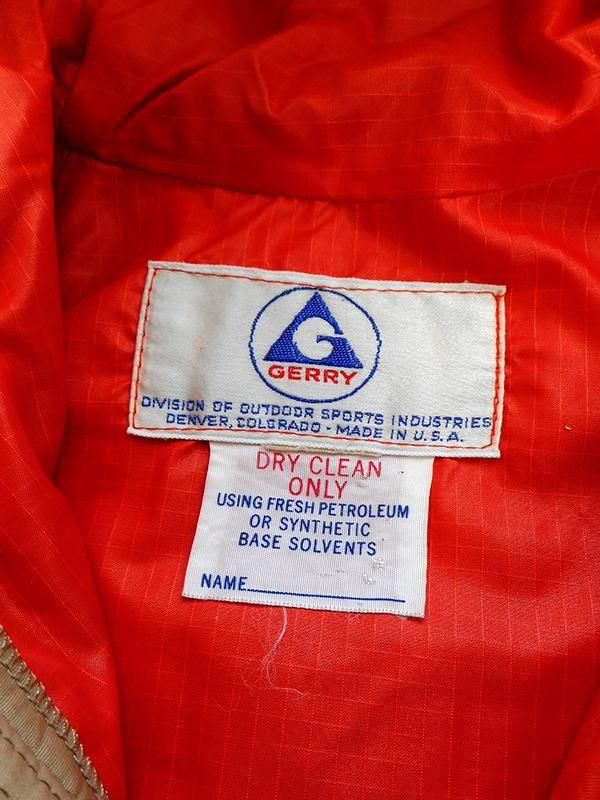 G
GERRY
DIVISION OF OUTDOOR SPORTS INDUSTRIES
DENVER, COLORADO - MADE IN U.S.A.
DRY CLEAN
ONLY
USING FRESH PETROLEUM
OR SYNTHETIC
BASE SOLVENTS
NAME